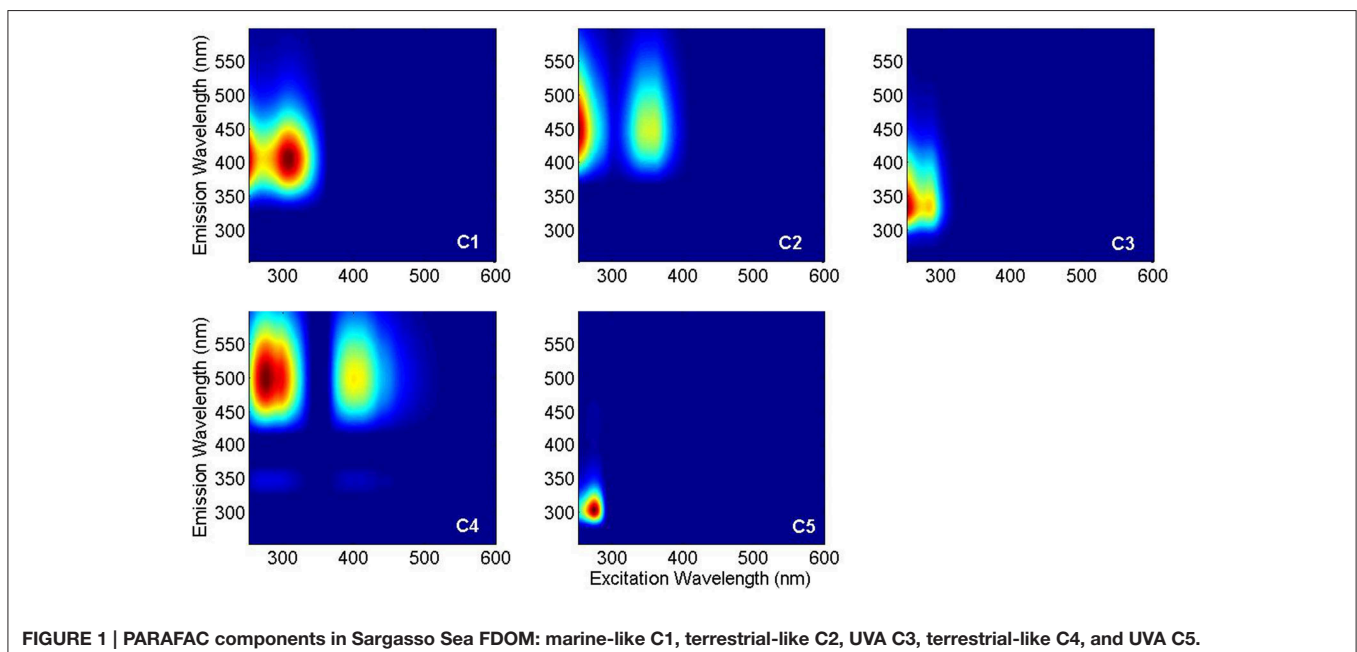 Emission Wavelength (nm)
550
500
450
400
350
300
C1
300 400 500 600
550
500
450
400
350
300
C2
300 400 500 600
550
500
450
400
350
300
C3
300 400 500 600
Emission Wavelength (nm)
550
500
450
400
350
300
C4
300 400 500 600
550
500
450
400
350
300
C5
300 400 500 600
Excitation Wavelength (nm)
FIGURE 1 | PARAFAC components in Sargasso Sea FDOM: marine-like C1, terrestrial-like C2, UVA C3, terrestrial-like C4, and UVA C5.